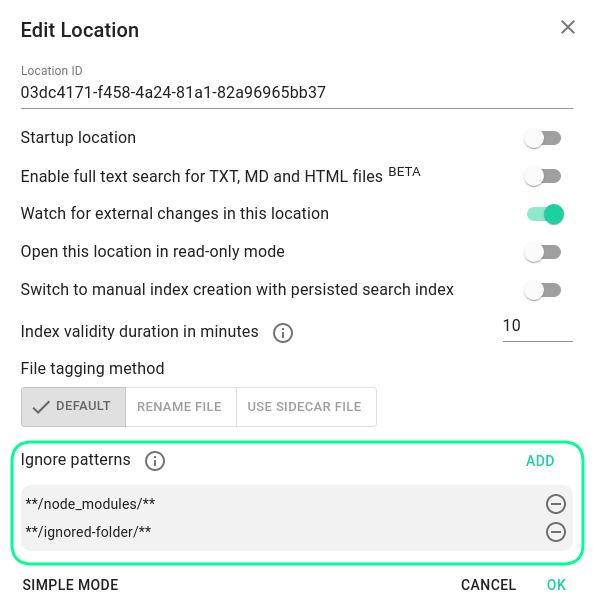 Edit Location
Location ID
03dc4171-f458-4a24-81a1-82a96965bb37
Startup location
Enable full text search for TXT, MD and HTML files BETA
Watch for external changes in this location
Open this location in read-only mode
Switch to manual index creation with persisted search index
Index validity duration in minutes 10
File tagging method
DEFAULT RENAME FILE USE SIDECAR FILE
Ignore patterns ADD
**/node_modules/**
**/ignored-folder/**
SIMPLE MODE CANCEL OK